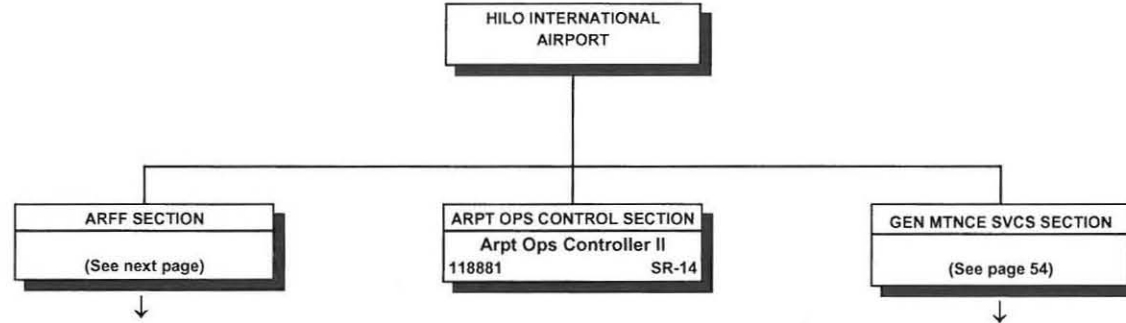 HILO INTERNATIONAL
AIRPORT
ARFF SECTION
(See next page)
ARPT OPS CONTROL SECTION
Arpt Ops Controller II
118881 SR-14
GEN MTNCE SVCS SECTION
(See page 54)